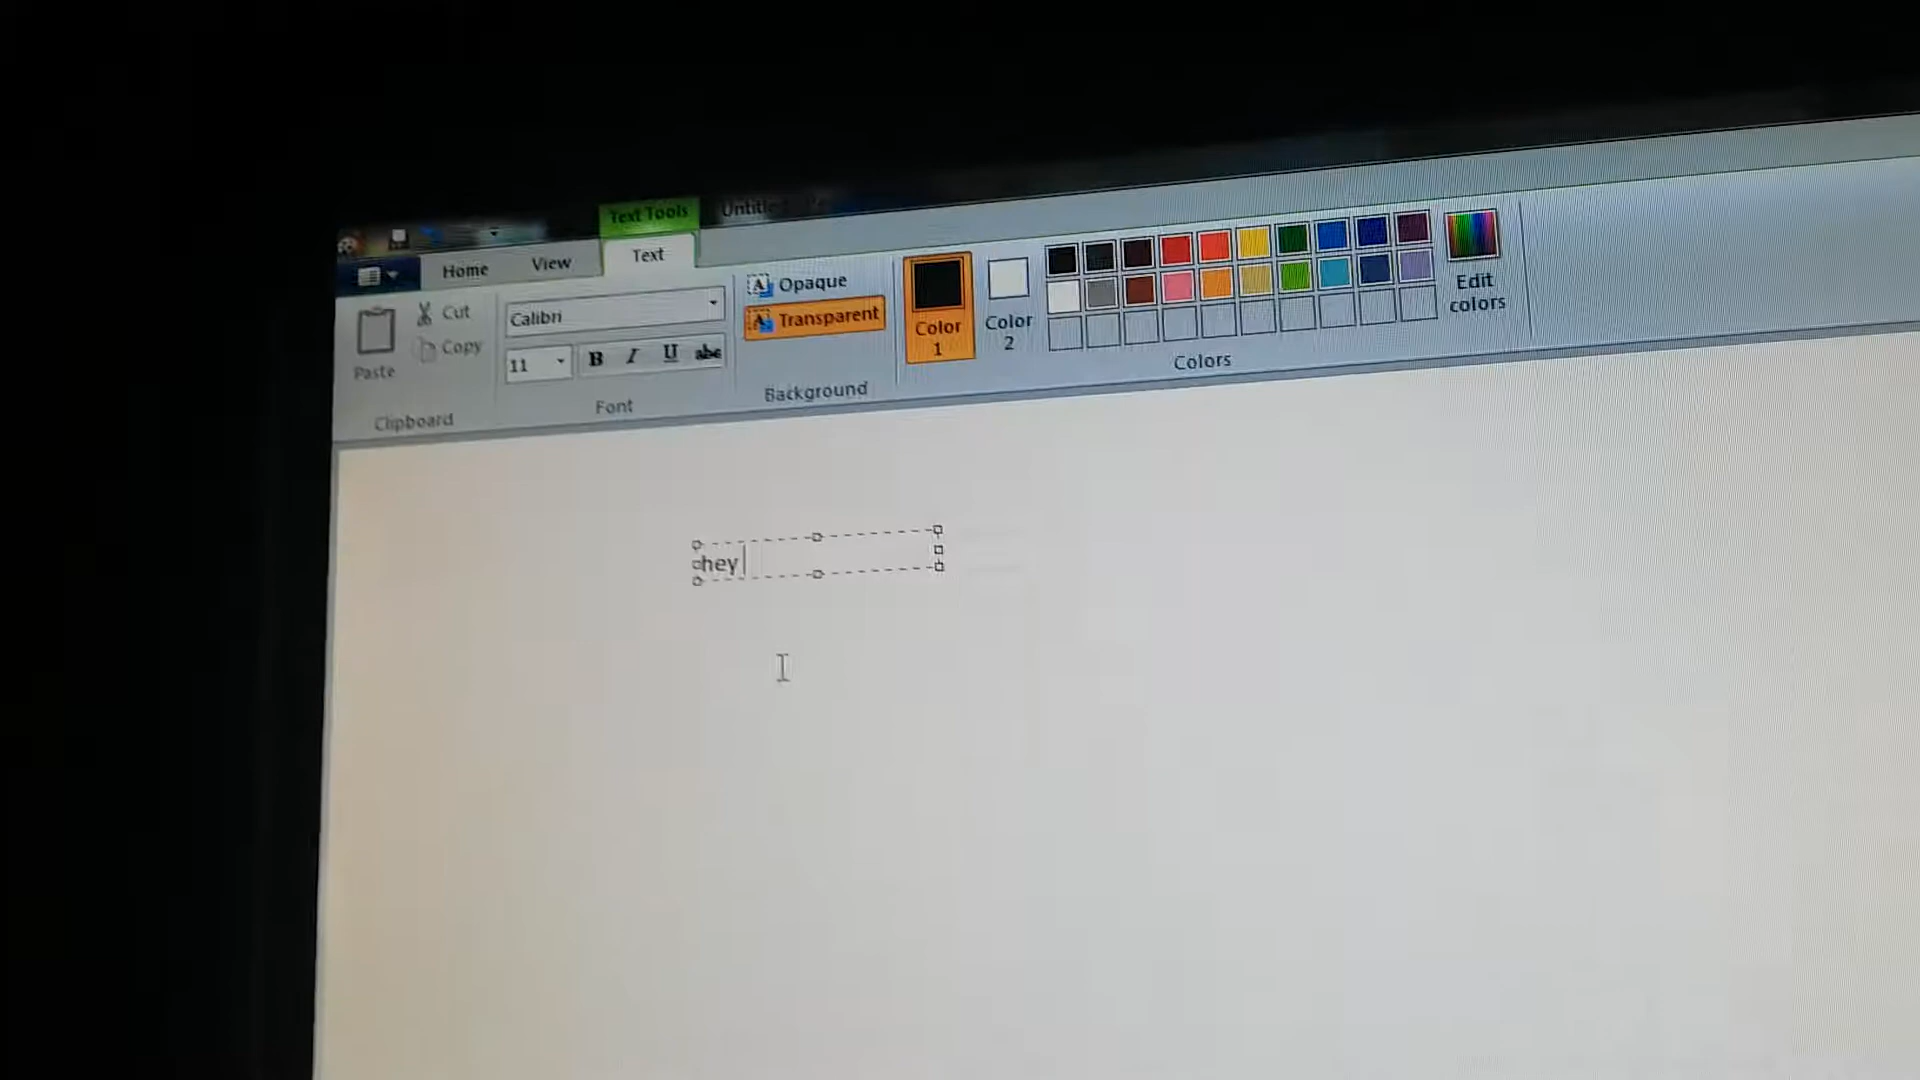 Text Tools
Home
View
Text
Cut
Copy
Paste
Clipboard
Calibri
11
B I U abc
Font
Opaque
Transparent
Background
Color
1
Color
2
Colors
Edit
colors
hey